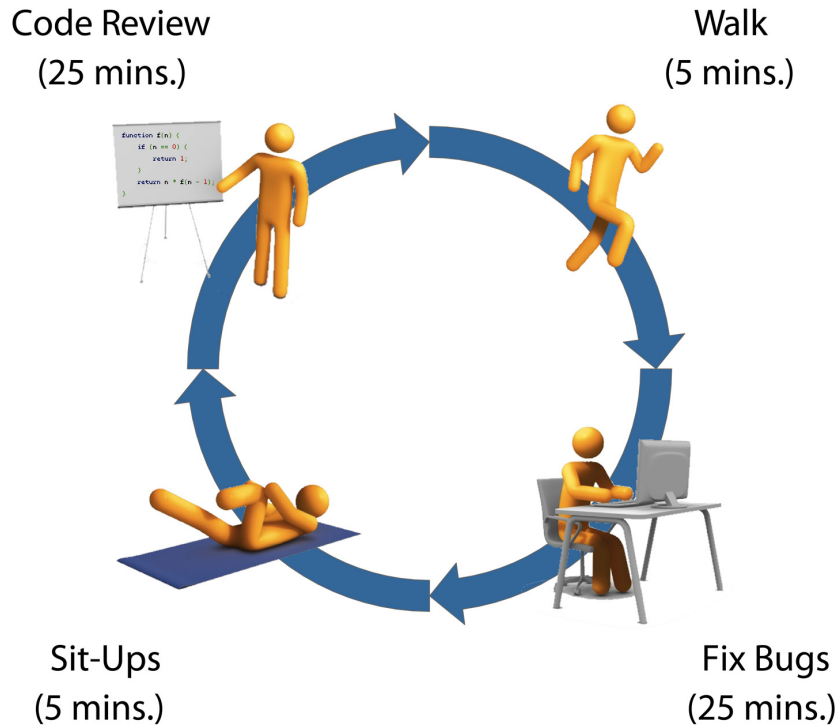 Code Review
(25 mins.)
Walk
(5 mins.)
function f(n) {
if (n == 0) {
return 1;
}
return n * f(n - 1);
}
Sit-Ups
(5 mins.)
Fix Bugs
(25 mins.)